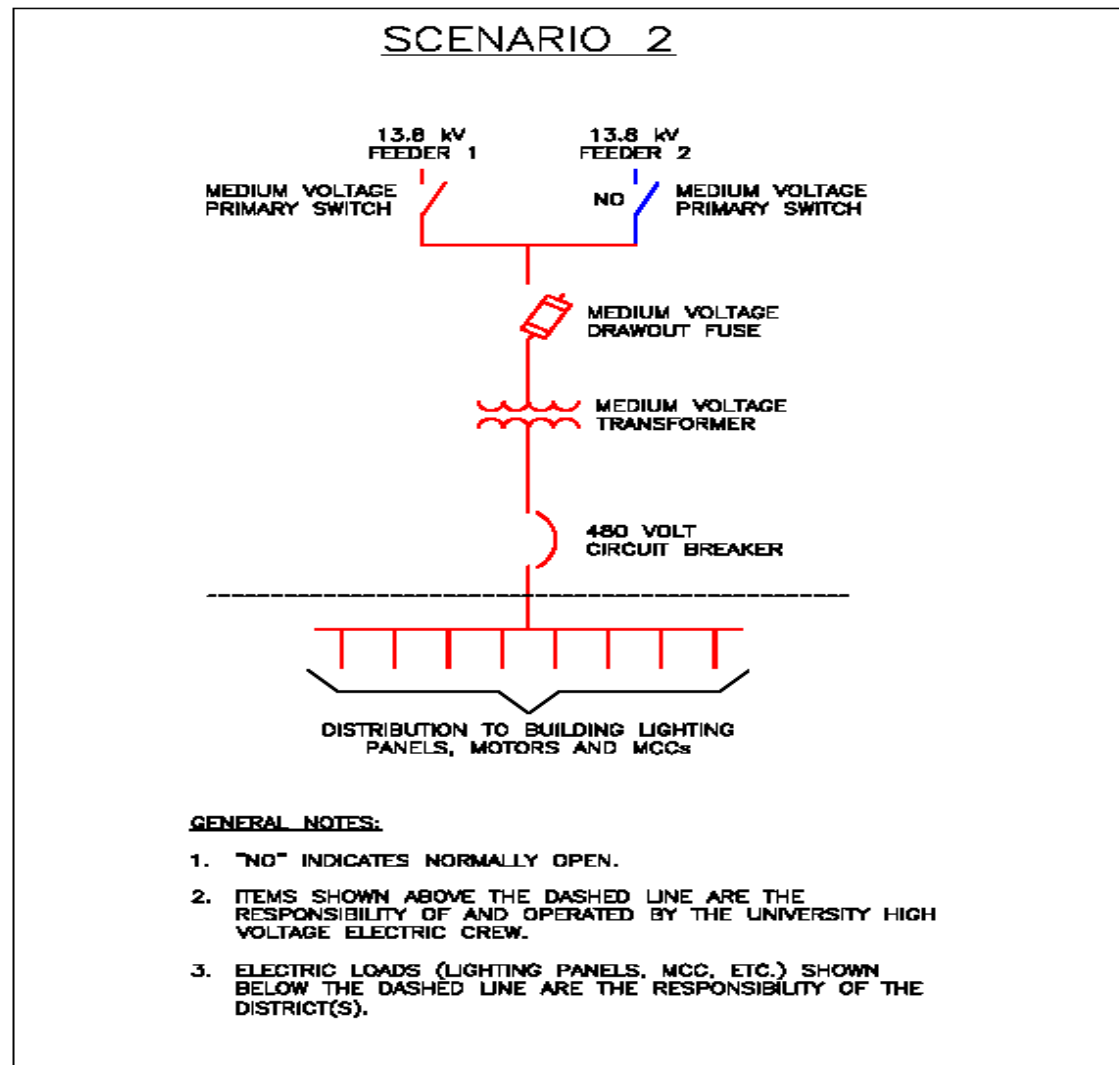 SCENARIO 2
13.8 kV
FEEDER 1
13.8 kV
FEEDER 2
MEDIUM VOLTAGE
PRIMARY SWITCH
NO
MEDIUM VOLTAGE
PRIMARY SWITCH
MEDIUM VOLTAGE
DRAWOUT FUSE
MEDIUM VOLTAGE
TRANSFORMER
480 VOLT
CIRCUIT BREAKER
DISTRIBUTION TO BUILDING LIGHTING
PANELS, MOTORS AND MCCs
GENERAL NOTES:
1. "NO" INDICATES NORMALLY OPEN.
2. ITEMS SHOWN ABOVE THE DASHED LINE ARE THE
RESPONSIBILITY OF AND OPERATED BY THE UNIVERSITY HIGH
VOLTAGE ELECTRIC CREW.
3. ELECTRIC LOADS (LIGHTING PANELS, MCC, ETC.) SHOWN
BELOW THE DASHED LINE ARE THE RESPONSIBILITY OF THE
DISTRICT(S).